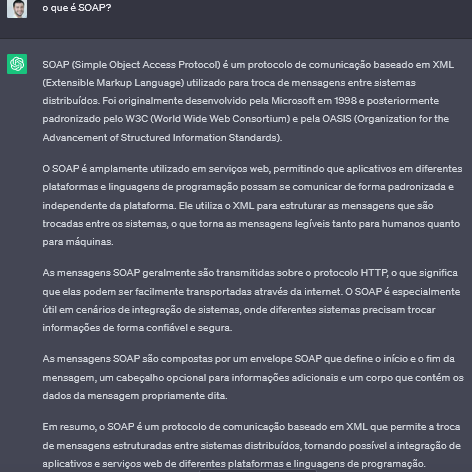 o que é SOAP?
SOAP (Simple Object Access Protocol) é um protocolo de comunicação baseado em XML
(Extensible Markup Language) utilizado para troca de mensagens entre sistemas
distribuídos. Foi originalmente desenvolvido pela Microsoft em 1998 e posteriormente
padronizado pelo W3C (World Wide Web Consortium) e pela OASIS (Organization for the
Advancement of Structured Information Standards).
O SOAP é amplamente utilizado em serviços web, permitindo que aplicativos em diferentes
plataformas e linguagens de programação possam se comunicar de forma padronizada e
independente da plataforma. Ele utiliza o XML para estruturar as mensagens que são
trocadas entre os sistemas, o que torna as mensagens legíveis tanto para humanos quanto
para máquinas.
As mensagens SOAP geralmente são transmitidas sobre o protocolo HTTP, o que significa
que elas podem ser facilmente transportadas através da internet. O SOAP é especialmente
útil em cenários de integração de sistemas, onde diferentes sistemas precisam trocar
informações de forma confiável e segura.
As mensagens SOAP são compostas por um envelope SOAP que define o início e o fim da
mensagem, um cabeçalho opcional para informações adicionais e um corpo que contém os
dados da mensagem propriamente dita.
Em resumo, o SOAP é um protocolo de comunicação baseado em XML que permite a troca
de mensagens estruturadas entre sistemas distribuídos, tornando possível a integração de
aplicativos e serviços web de diferentes plataformas e linguagens de programação.